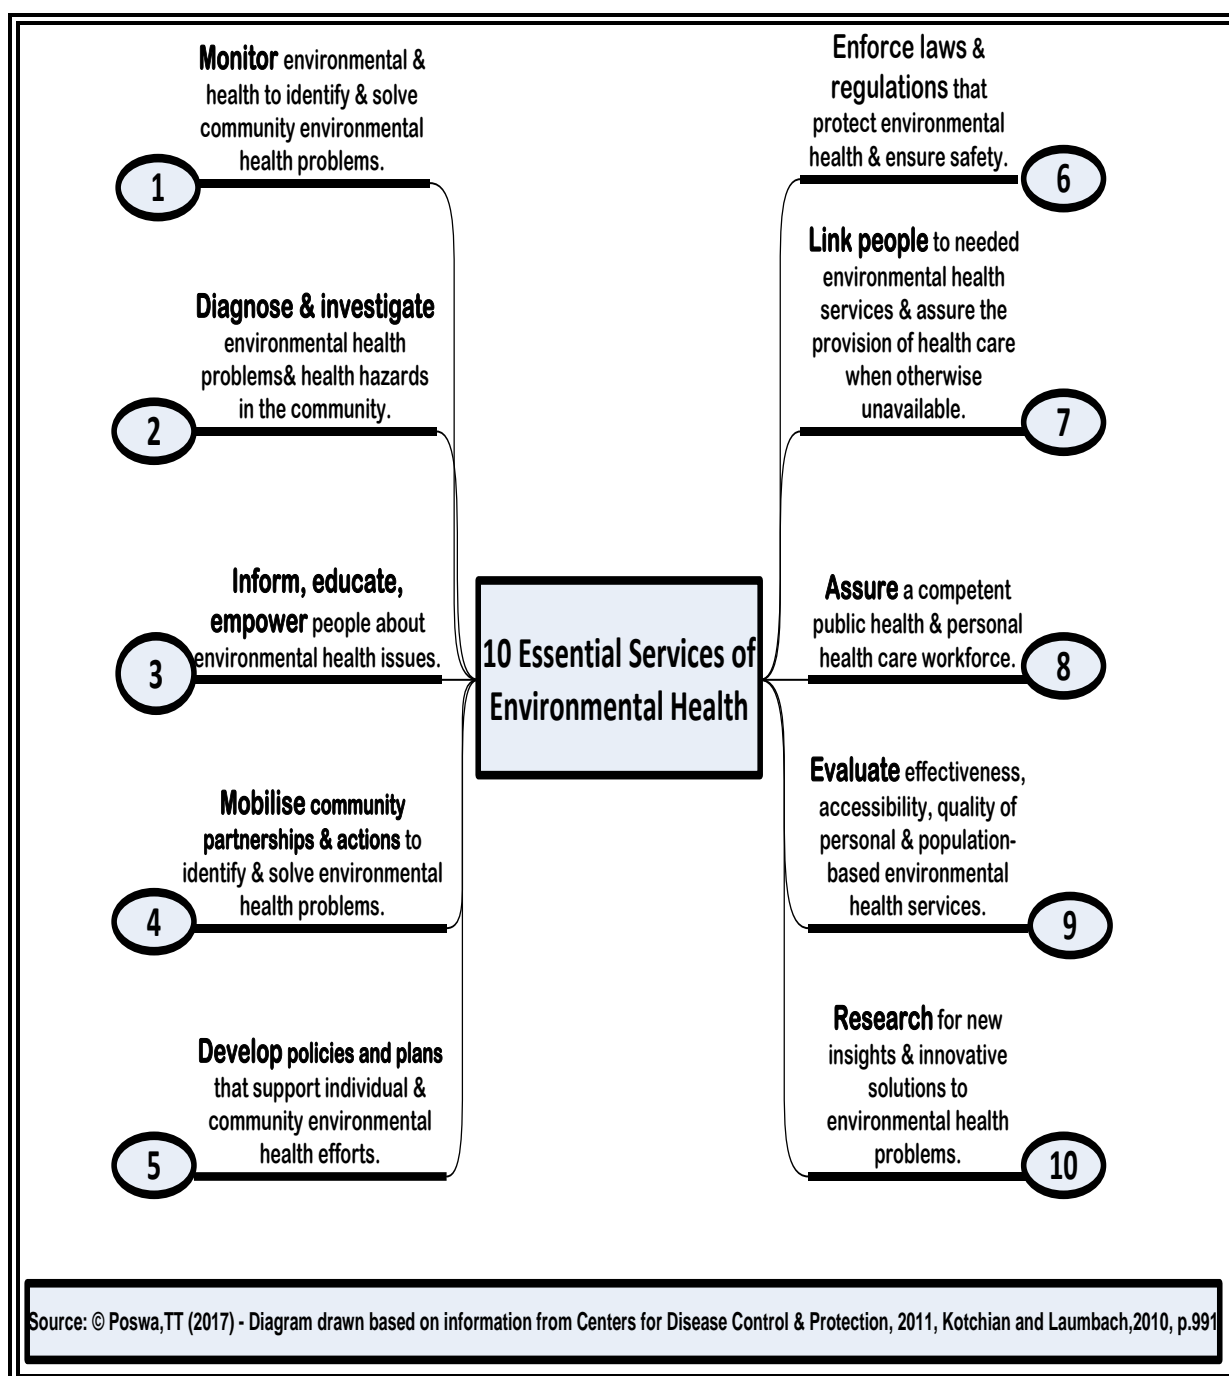 Monitor environmental &
health to identify & solve
community environmental
health problems.
1
Diagnose & investigate
environmental health
problems& health hazards
in the community.
2
Inform, educate,
empower people about
environmental health issues.
3
Mobilise community
partnerships & actions to
identify & solve environmental
health problems.
4
Develop policies and plans
that support individual &
community environmental
health efforts.
5
10 Essential Services of
Environmental Health
Enforce laws &
regulations that
protect environmental
health & ensure safety.
6
Link people to needed
environmental health
services & assure the
provision of health care
when otherwise
unavailable.
7
Assure a competent
public health & personal
health care workforce.
8
Evaluate effectiveness,
accessibility, quality of
personal & population-
based environmental
health services.
9
Research for new
insights & innovative
solutions to
environmental health
problems.
10
Source: © Poswa,TT (2017) - Diagram drawn based on information from Centers for Disease Control & Protection, 2011, Kotchian and Laumbach,2010, p.991